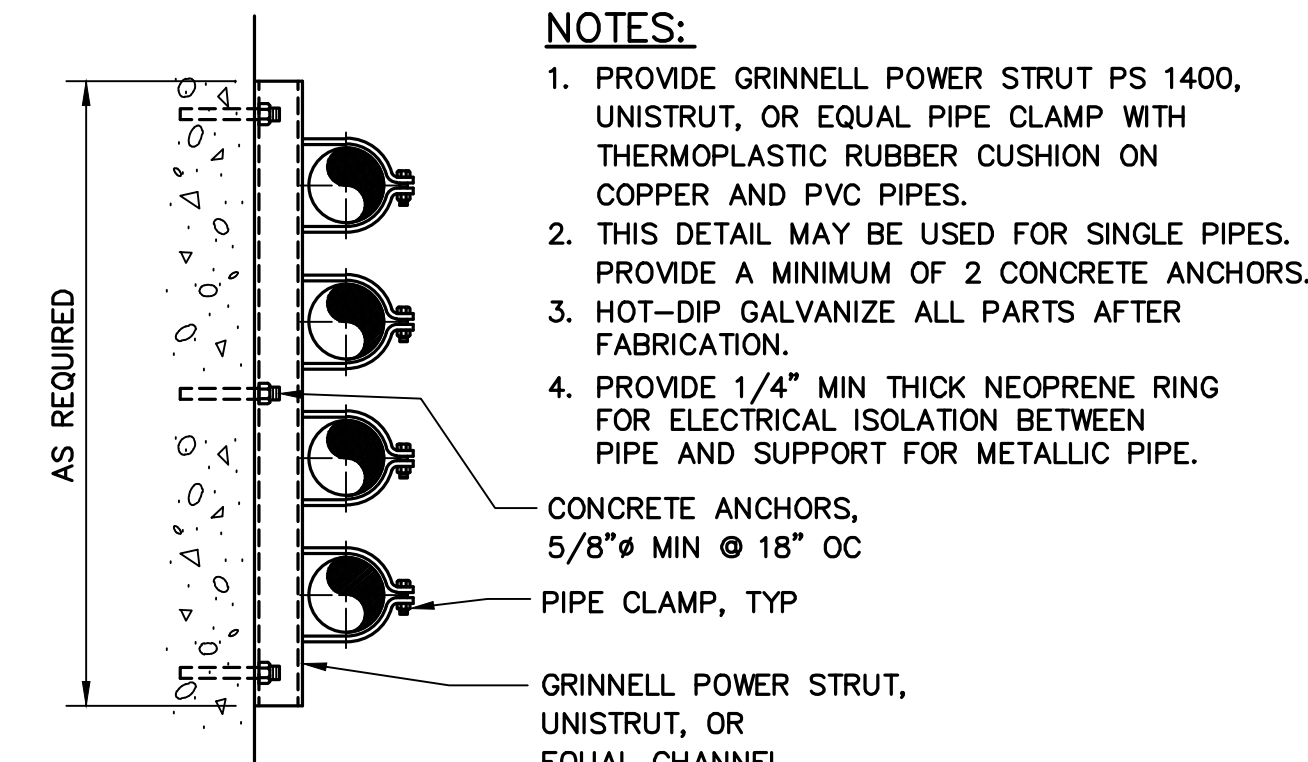 NOTES:
1. PROVIDE GRINNELL POWER STRUT PS 1400,
UNISTRUT, OR EQUAL PIPE CLAMP WITH
THERMOPLASTIC RUBBER CUSHION ON
COPPER AND PVC PIPES.
2. THIS DETAIL MAY BE USED FOR SINGLE PIPES.
PROVIDE A MINIMUM OF 2 CONCRETE ANCHORS.
3. HOT-DIP GALVANIZE ALL PARTS AFTER
FABRICATION.
4. PROVIDE 1/4" MIN THICK NEOPRENE RING
FOR ELECTRICAL ISOLATION BETWEEN
PIPE AND SUPPORT FOR METALLIC PIPE.
AS REQUIRED
CONCRETE ANCHORS,
5/8"ø MIN @ 18" OC
PIPE CLAMP, TYP
GRINNELL POWER STRUT,
UNISTRUT, OR
EQUAL CHANNEL